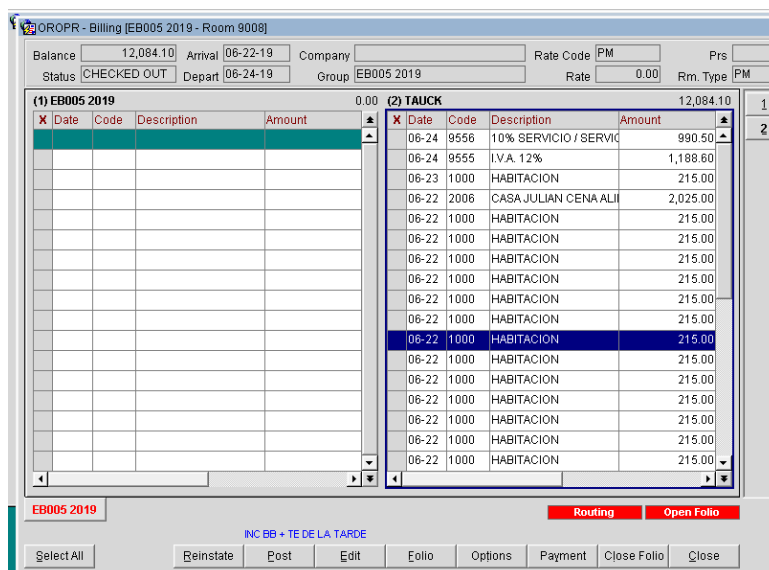 OROPR - Billing [EB005 2019 - Room 9008]
Balance 12,084.10 Arrival 06-22-19 Company Rate Code PM Prs
Status CHECKED OUT Depart 06-24-19 Group EB005 2019 Rate 0.00 Rm. Type PM
(1) EB005 2019 0.00 (2) TAUCK 12,084.10 1
X Date Code Description Amount X Date Code Description Amount 2
06-24 9556 10% SERVICIO / SERVIC 990.50
06-24 9555 I.V.A. 12% 1,188.60
06-23 1000 HABITACION 215.00
06-22 2006 CASA JULIAN CENA ALI 2,025.00
06-22 1000 HABITACION 215.00
06-22 1000 HABITACION 215.00
06-22 1000 HABITACION 215.00
06-22 1000 HABITACION 215.00
06-22 1000 HABITACION 215.00
06-22 1000 HABITACION 215.00
06-22 1000 HABITACION 215.00
06-22 1000 HABITACION 215.00
06-22 1000 HABITACION 215.00
06-22 1000 HABITACION 215.00
06-22 1000 HABITACION 215.00
06-22 1000 HABITACION 215.00
06-22 1000 HABITACION 215.00
EB005 2019 Routing Open Folio
INC BB + TE DE LA TARDE
Select All Reinstate Post Edit Folio Options Payment Close Folio Close